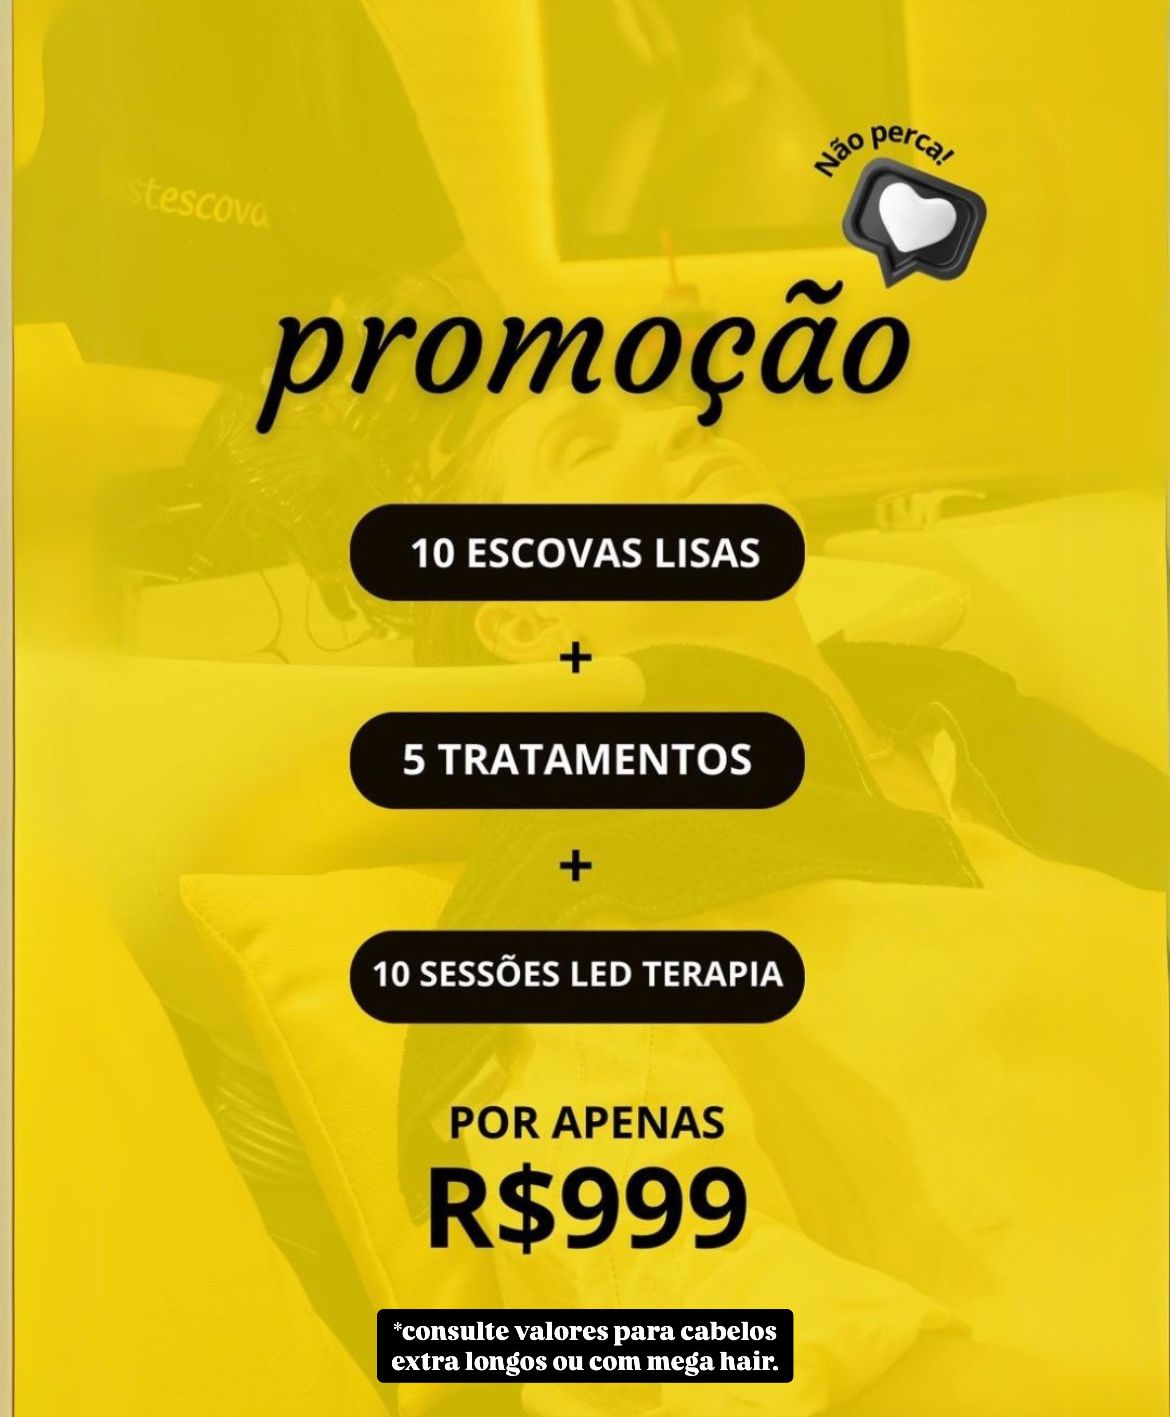 stescova
Não perca!
promoção
10 ESCOVAS LISAS
+
5 TRATAMENTOS
+
10 SESSÕES LED TERAPIA
POR APENAS
R$999
*consulte valores para cabelos
extra longos ou com mega hair.